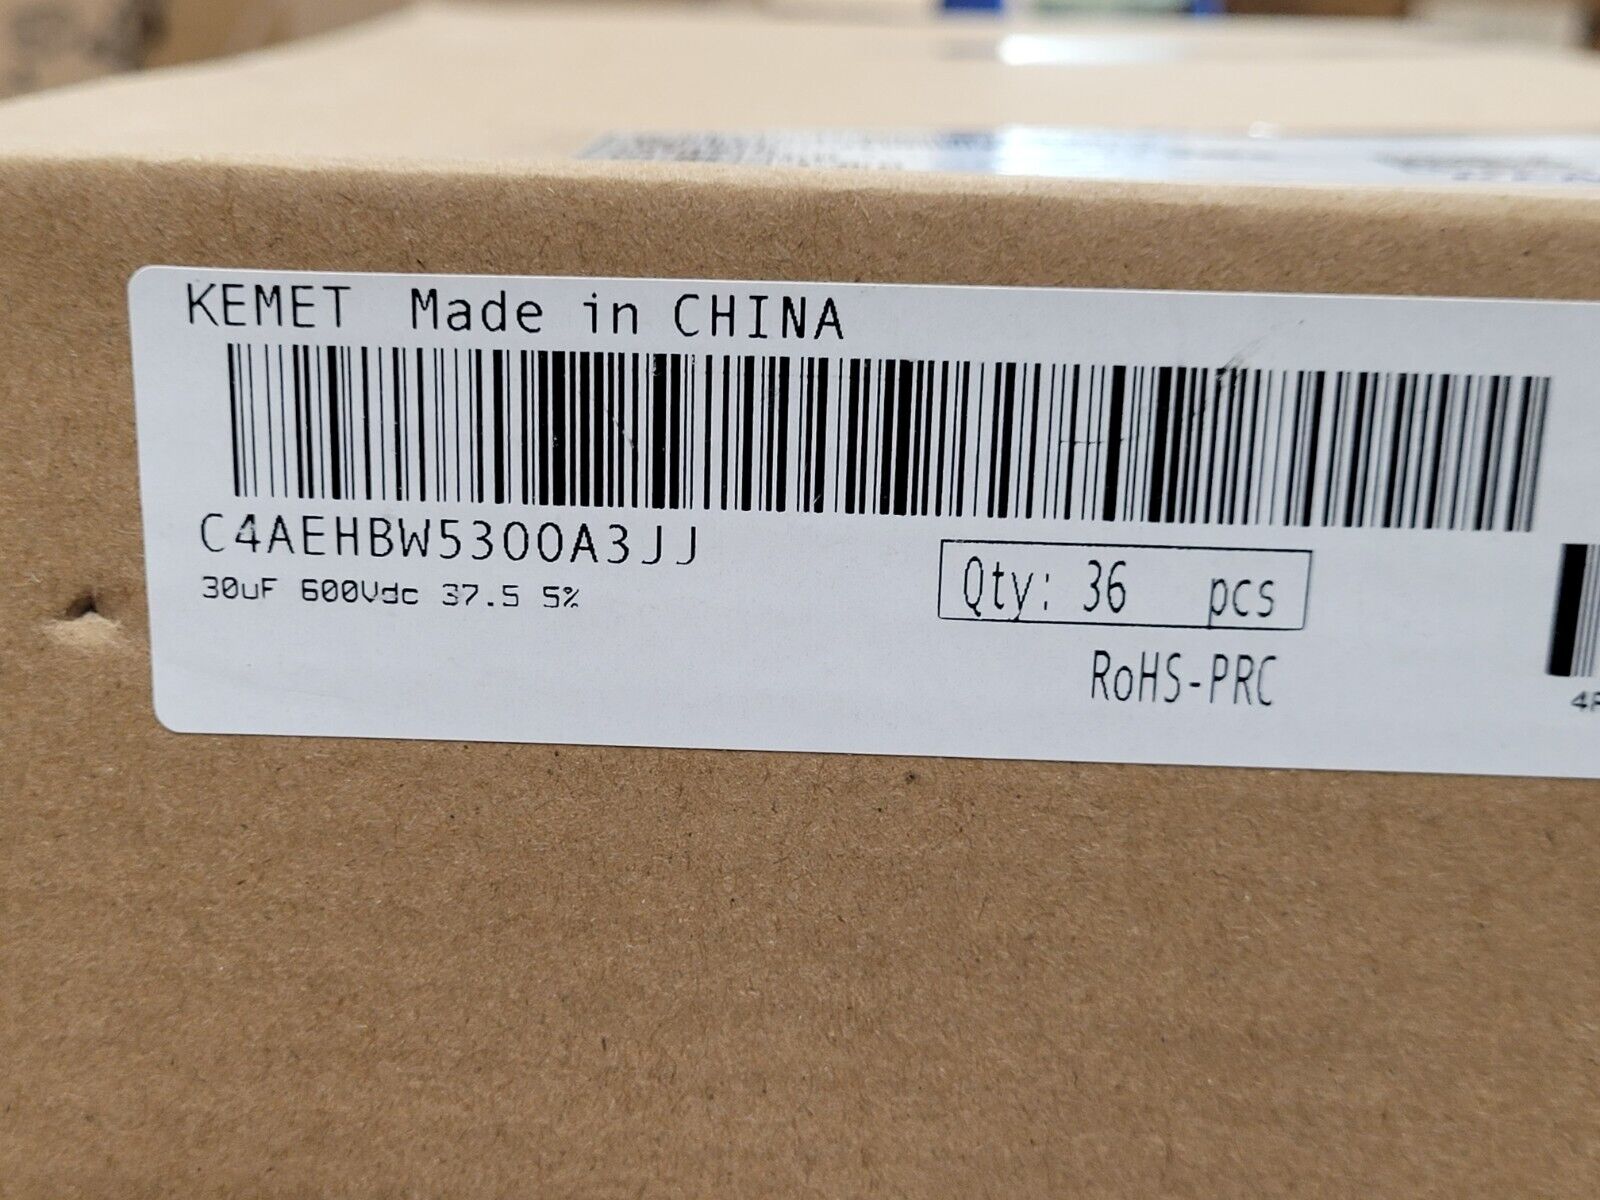 KEMET Made in CHINA
C4AEHBW5300A3JJ
30uF 600Vdc 37.5 5%
Qty: 36 pcs
RoHS-PRC